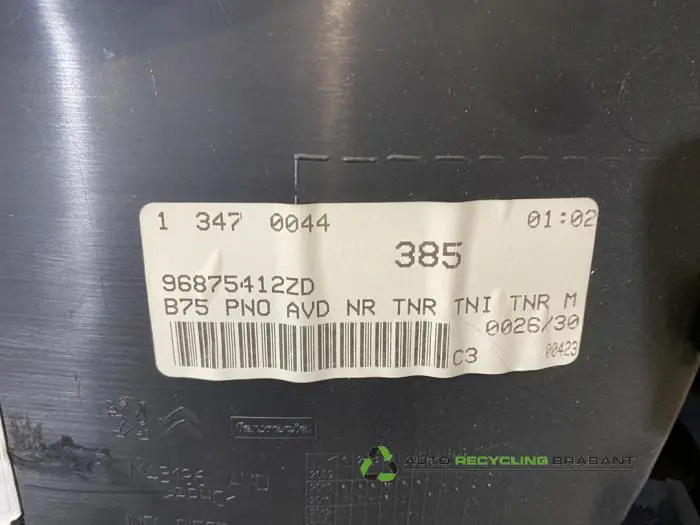 1 347 0044 01:02
385
96875412ZD
B75 PNO AVD NR TNR TNI TNR M
0026/30
C3 00423
faurecia
AUTO RECYCLING BRABANT